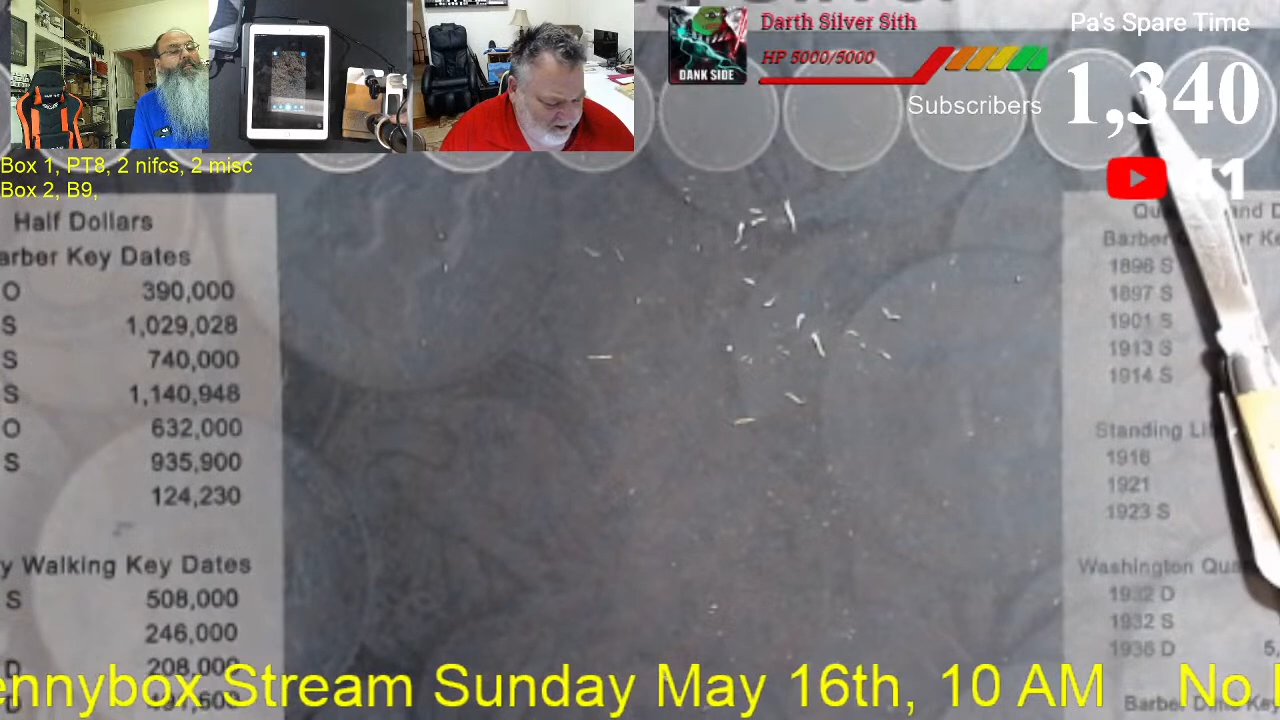 Darth Silver Sith
HP 5000/5000
DANK SIDE
Pa's Spare Time
Subscribers 1,340
Box 1, PT8, 2 nifcs, 2 misc
Box 2, B9,
Half Dollars
arber Key Dates
O 390,000
S 1,029,028
S 740,000
S 1,140,948
O 632,000
S 935,900
124,230
y Walking Key Dates
S 508,000
246,000
D 208,000
Barber
1896 S
1897 S
1901 S
1913 S
1914 S
Standing
1916
1921
1923 S
Washington
1932 D
1932 S
1936 D 5,
ennybox Stream Sunday May 16th, 10 AM No